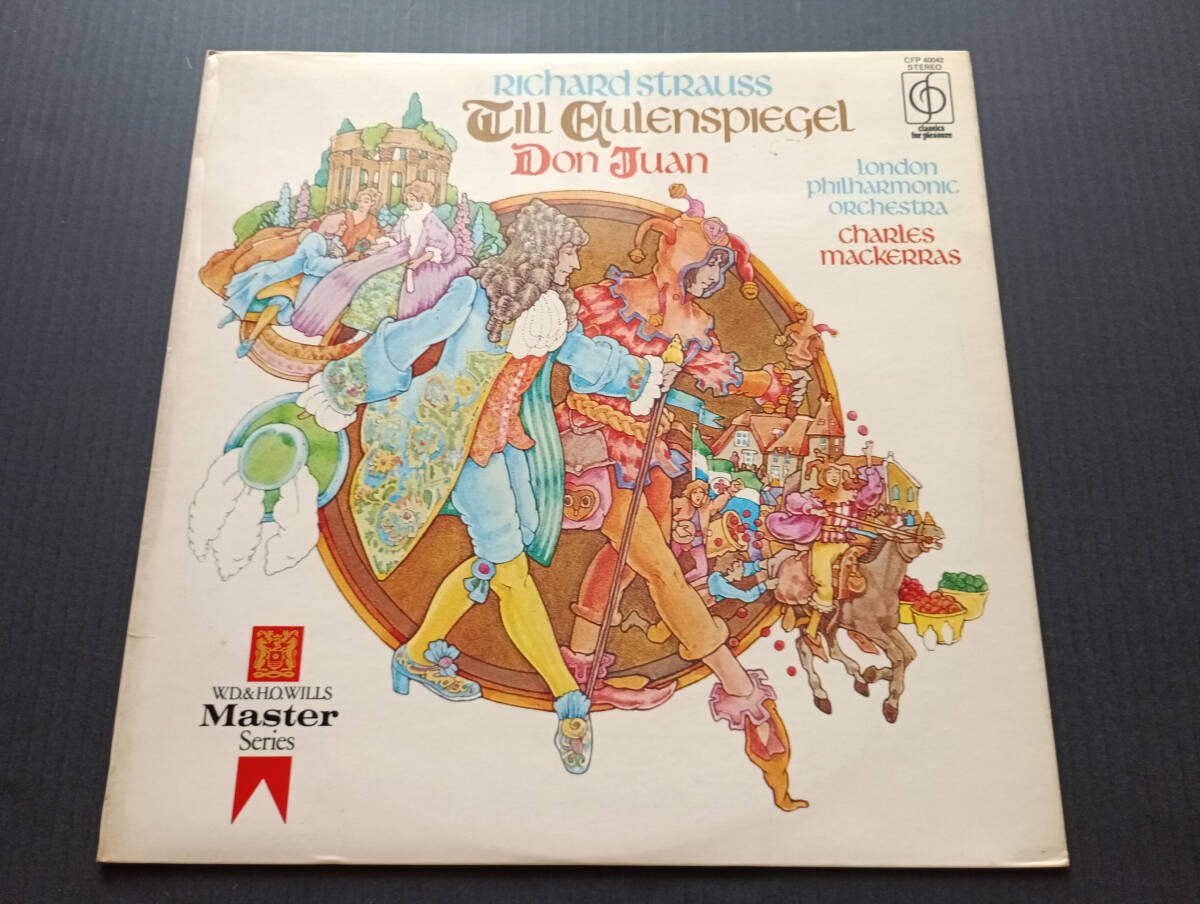 Richard Strauss
Till Eulenspiegel
Don Juan
CFP 40042
STEREO
classics
for pleasure
London
Philharmonic
Orchestra
Charles
Mackerras
W.D.& H.O.WILLS
Master
Series